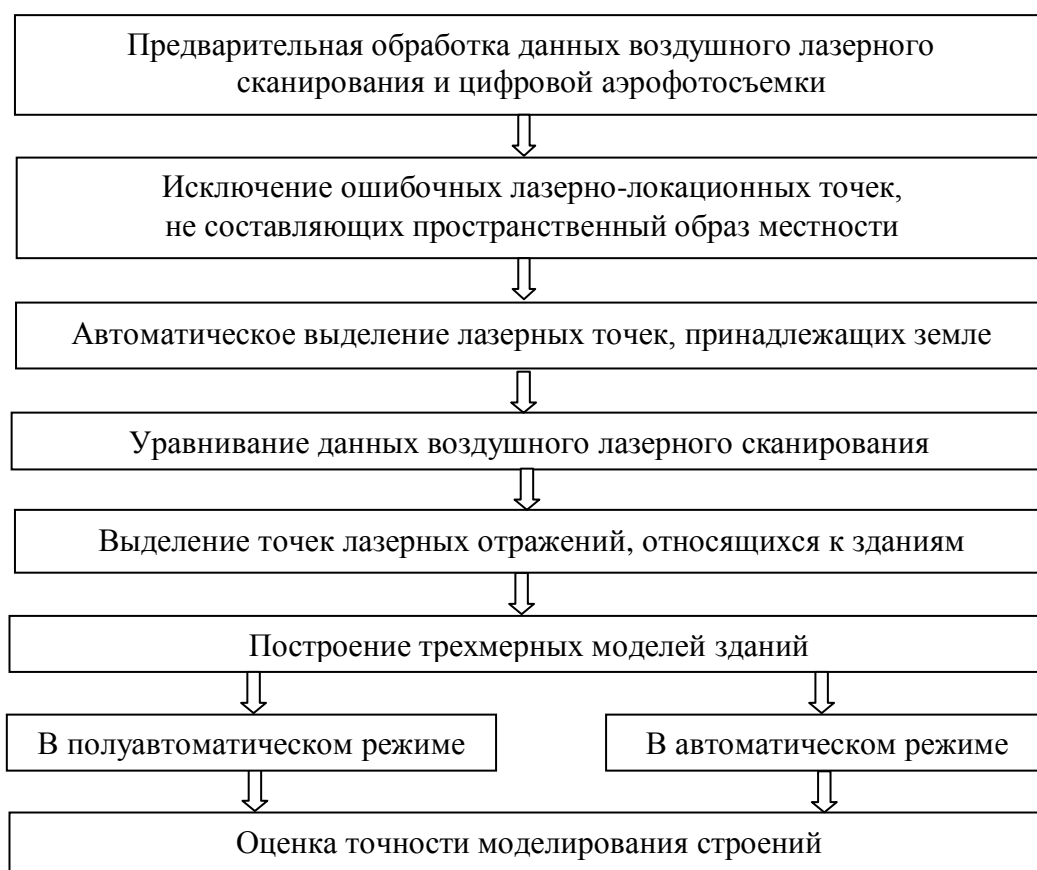 Предварительная обработка данных воздушного лазерного
сканирования и цифровой аэрофотосъемки
Исключение ошибочных лазерно-локационных точек,
не составляющих пространственный образ местности
Автоматическое выделение лазерных точек, принадлежащих земле
Уравнивание данных воздушного лазерного сканирования
Выделение точек лазерных отражений, относящихся к зданиям
Построение трехмерных моделей зданий
В полуавтоматическом режиме
В автоматическом режиме
Оценка точности моделирования строений